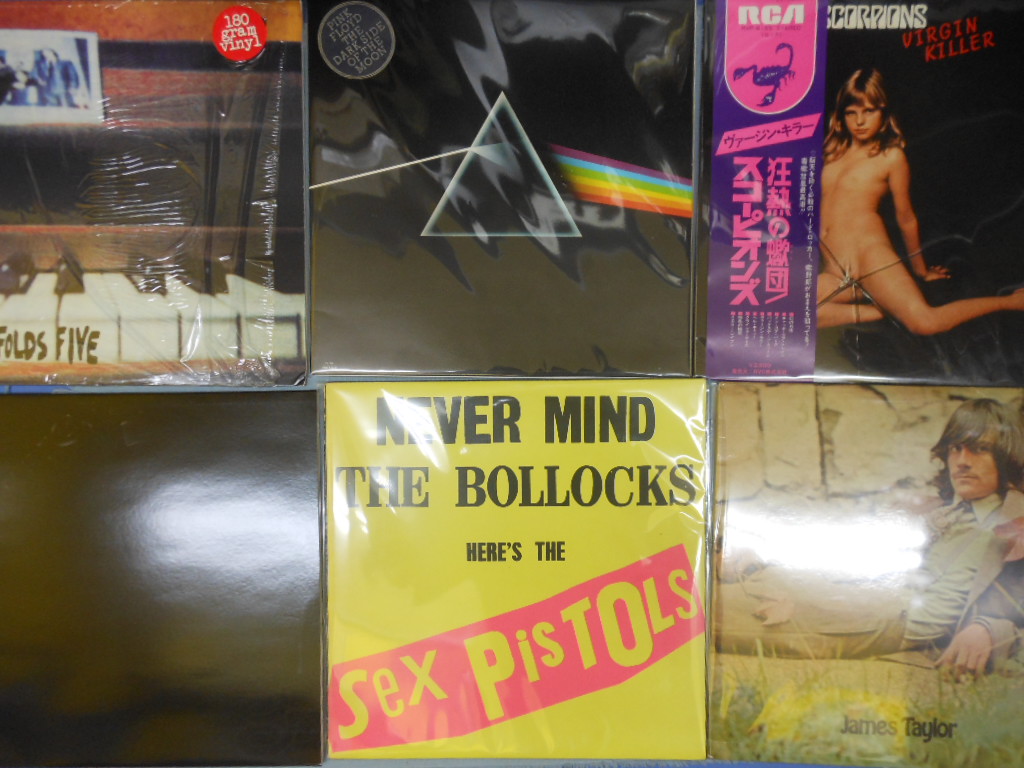 180
gram
vinyl
FOLDS FIVE
PINK
FLOYD
THE
DARK SIDE
OF THE
MOON
RCA
SCORPIONS
VIRGIN
KILLER
ヴァージン・キラー
狂熱の蠍団
スコーピオンズ
NEVER MIND
THE BOLLOCKS
HERE'S THE
SEX PISTOLS
James Taylor